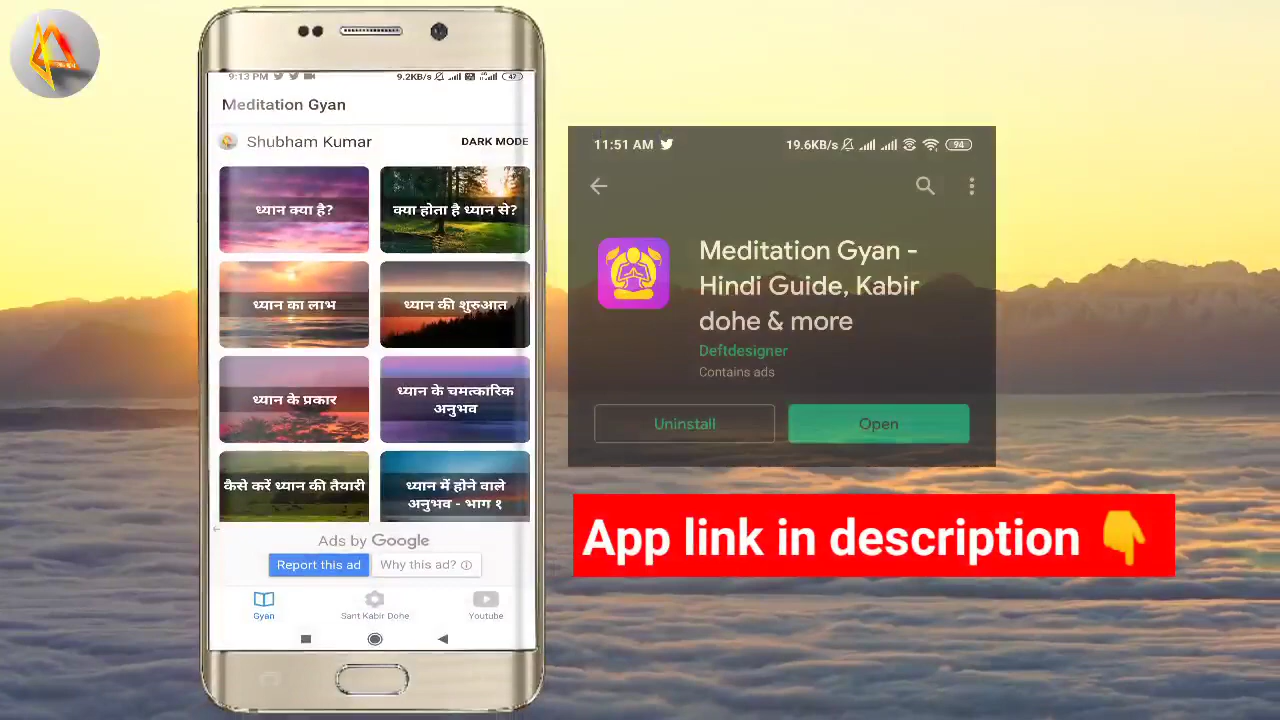 9:13 PM
9.2KB/s
42
Meditation Gyan
Shubham Kumar
DARK MODE
ध्यान क्या है?
क्या होता है ध्यान से?
ध्यान का लाभ
ध्यान की शुरुआत
ध्यान के प्रकार
ध्यान के चमत्कारिक
अनुभव
कैसे करें ध्यान की तैयारी
ध्यान में होने वाले
अनुभव - भाग १
Ads by Google
Report this ad
Why this ad?
Gyan
Sant Kabir Dohe
Youtube
11:51 AM
19.6KB/s
94
Meditation Gyan -
Hindi Guide, Kabir
dohe & more
Deftdesigner
Contains ads
Uninstall
Open
App link in description 👇